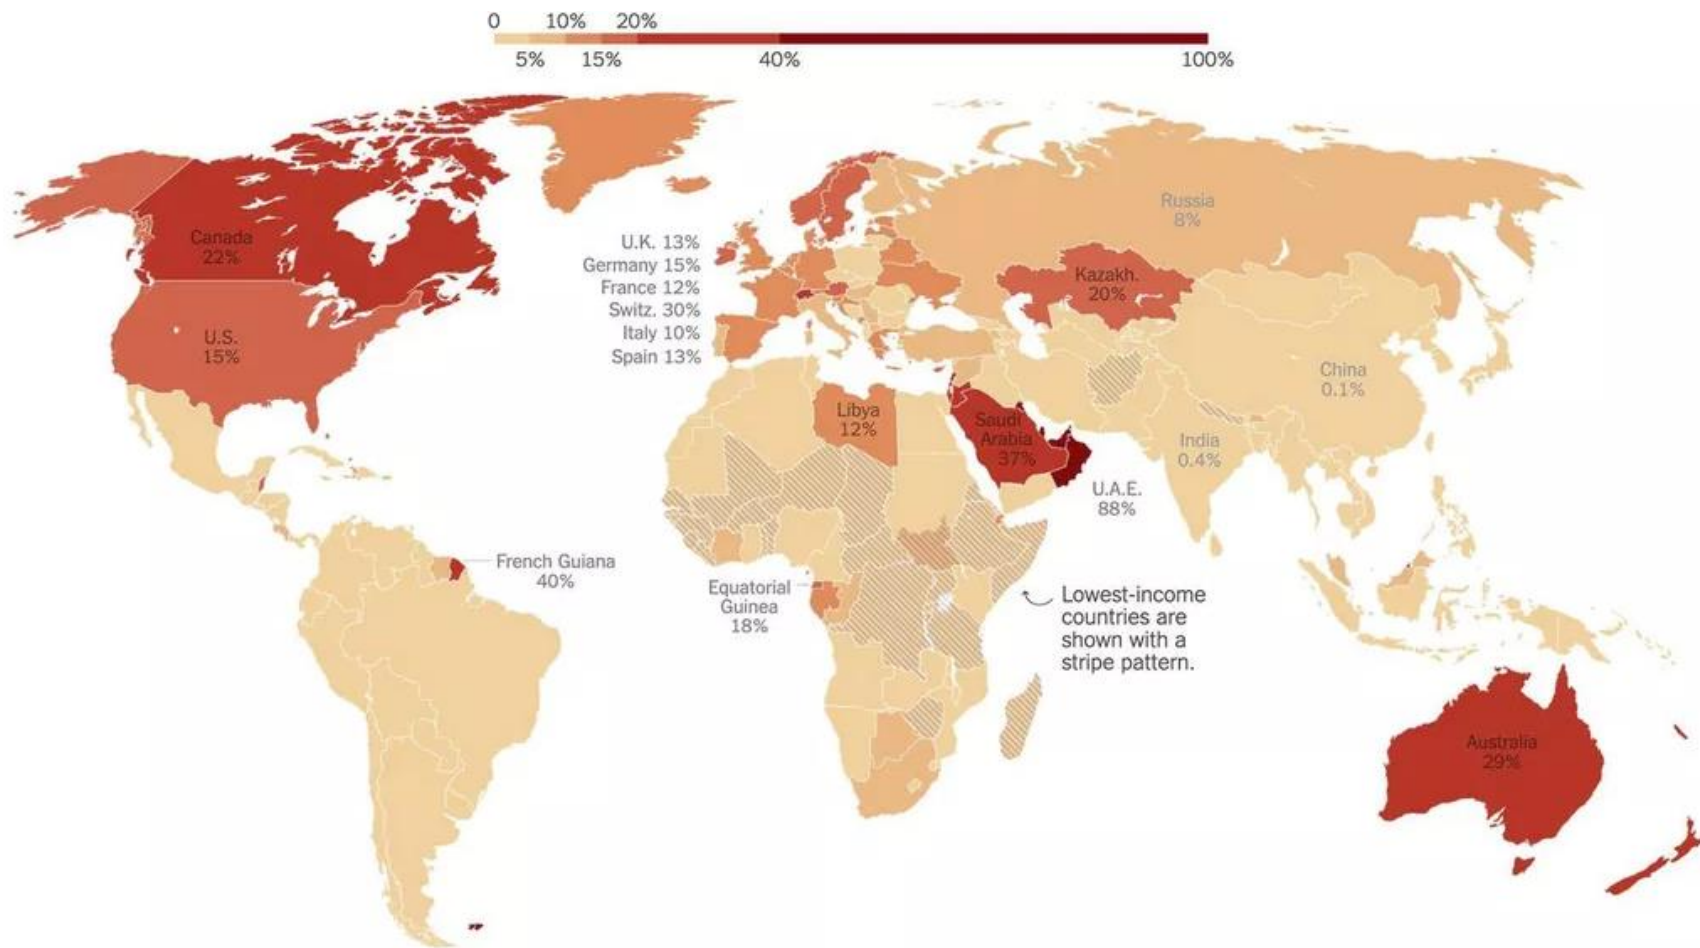 0 10% 20%
5% 15% 40% 100%
Canada
22%
U.S.
15%
U.K. 13%
Germany 15%
France 12%
Switz. 30%
Italy 10%
Spain 13%
Russia
8%
Kazakh.
20%
China
0.1%
India
0.4%
Libya
12%
Saudi
Arabia
37%
U.A.E.
88%
French Guiana
40%
Equatorial
Guinea
18%
Lowest-income
countries are
shown with a
stripe pattern.
Australia
29%